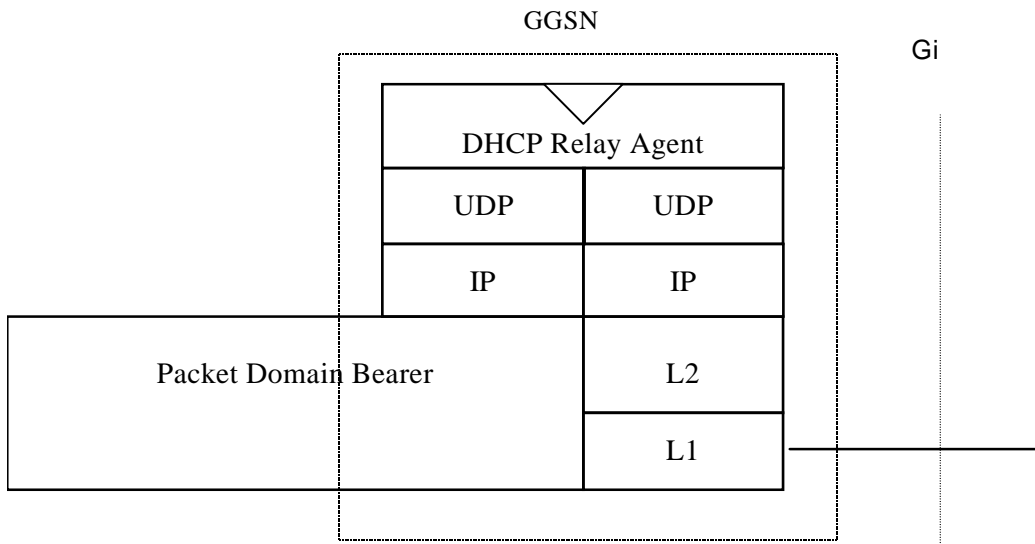 GGSN
Gi
DHCP Relay Agent
UDP UDP
IP IP
Packet Domain Bearer L2
L1